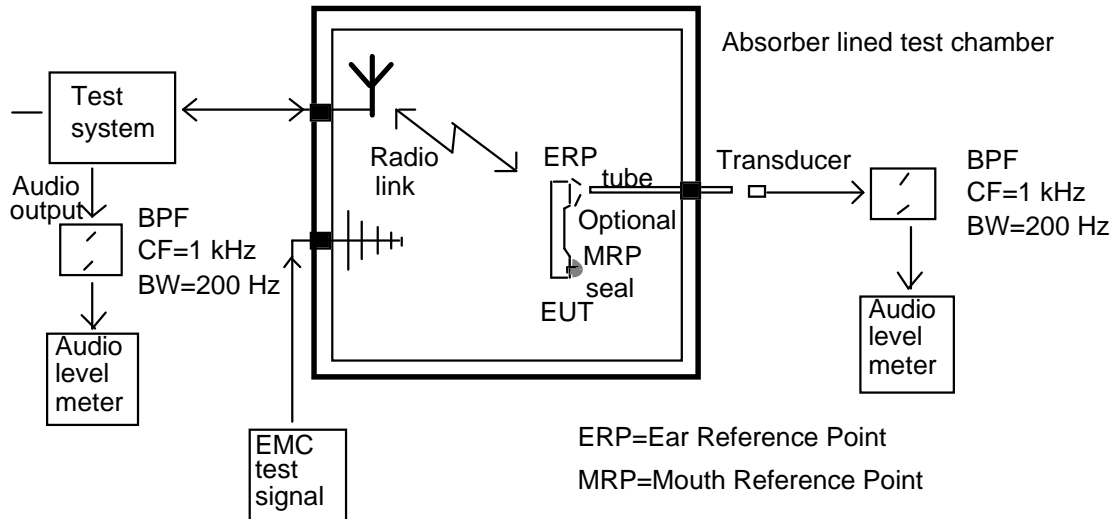 Absorber lined test chamber
Test
system
Radio
link
ERP
tube
Transducer
BPF
CF=1 kHz
BW=200 Hz
Audio
output
BPF
CF=1 kHz
BW=200 Hz
Optional
MRP
seal
EUT
Audio
level
meter
Audio
level
meter
EMC
test
signal
ERP=Ear Reference Point
MRP=Mouth Reference Point